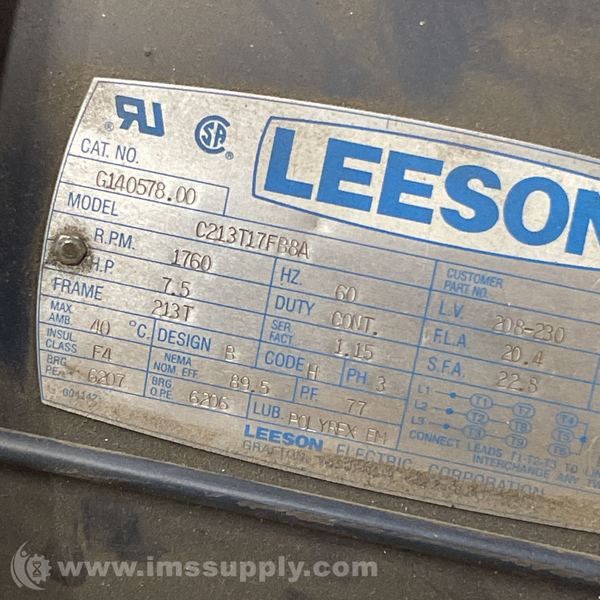 LEESON
CAT. NO. G140578.00
MODEL C213T17FB8A
R.P.M. 1760 HZ. 60 CUSTOMER PART NO.
H.P. 7.5 DUTY CONT. L.V. 208-230
FRAME 213T SER. FACT 1.15 F.L.A. 20.4
MAX. AMB. 40 °C. DESIGN B CODE H PH 3 S.F.A. 22.8
INSUL CLASS F4 NEMA NOM. EFF. 89.5 P.F. 77
BRG P.E. 6207 BRG O.P.E. 6206 LUB. POLYREX EM
L1 T1 T7 T4
L2 T2 T8
L3 T3 T9 T6
CONNECT LEADS
INTERCHANGE ANY
004142
LEESON ELECTRIC CORPORATION
www.imssupply.com